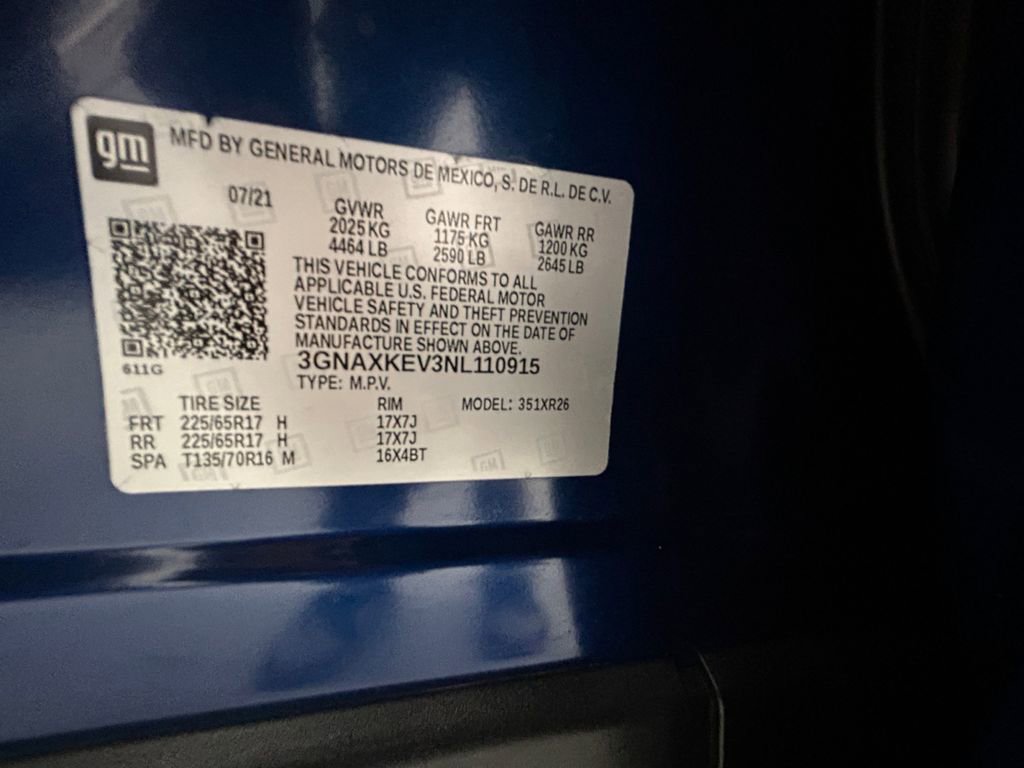 gm
MFD BY GENERAL MOTORS DE MEXICO, S. DE R.L. DE C.V.
07/21
GVWR GAWR FRT GAWR RR
2025 KG 1175 KG 1200 KG
4464 LB 2590 LB 2645 LB
THIS VEHICLE CONFORMS TO ALL
APPLICABLE U.S. FEDERAL MOTOR
VEHICLE SAFETY AND THEFT PREVENTION
STANDARDS IN EFFECT ON THE DATE OF
MANUFACTURE SHOWN ABOVE.
611G
3GNAXKEV3NL110915
TYPE: M.P.V.
TIRE SIZE RIM MODEL: 351XR26
FRT 225/65R17 H 17X7J
RR 225/65R17 H 17X7J
SPA T135/70R16 M 16X4BT